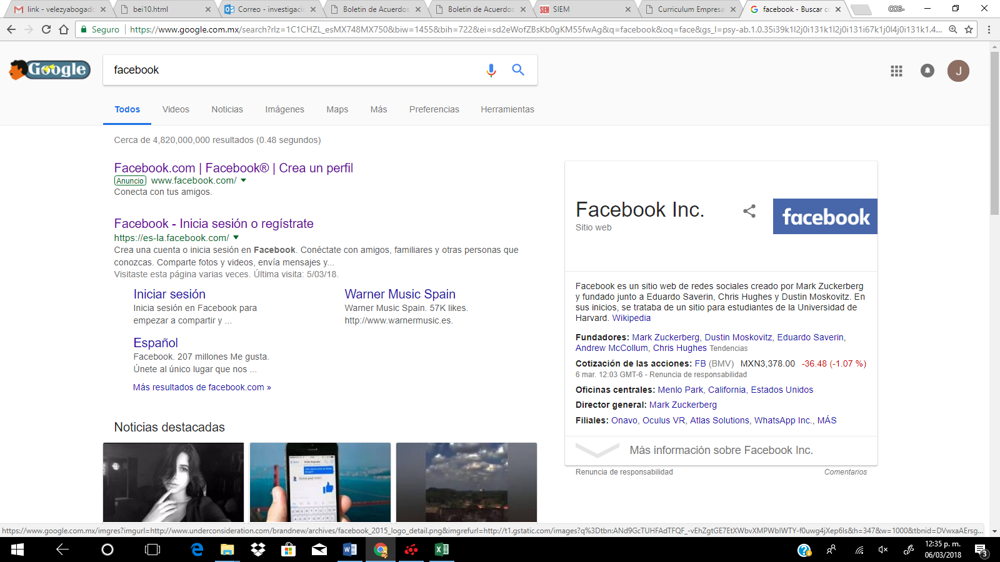 link - velezyabogado
bei10.html
Correo - investigaci
Boletin de Acuerdos
Boletin de Acuerdos
SIEM
SIEM
Curriculum Empresa
facebook - Buscar c
Seguro
https://www.google.com.mx/search?rlz=1C1CHZL_esMX748MX750&biw=1455&bih=722&ei=sd2eWofZBsKb0gKM55fwAg&q=facebook&oq=face&gs_l=psy-ab.1.0.35i39k1l2j0i131k1l2j0i131i67k1j0l4j0i131k1.4...
Google
facebook
J
Todos
Videos
Noticias
Imágenes
Maps
Más
Preferencias
Herramientas
Cerca de 4,820,000,000 resultados (0.48 segundos)
Facebook.com | Facebook® | Crea un perfil
Anuncio www.facebook.com/
Conecta con tus amigos.
Facebook - Inicia sesión o regístrate
https://es-la.facebook.com/
Crea una cuenta o inicia sesión en Facebook. Conéctate con amigos, familiares y otras personas que
conozcas. Comparte fotos y videos, envía mensajes y...
Visitaste esta página varias veces. Última visita: 5/03/18.
Iniciar sesión
Inicia sesión en Facebook para
empezar a compartir y ...
Warner Music Spain
Warner Music Spain. 57K likes.
http://www.warnermusic.es.
Español
Facebook. 207 millones Me gusta.
Únete al único lugar que nos ...
Más resultados de facebook.com »
Noticias destacadas
Facebook Inc.
Sitio web
facebook
Facebook es un sitio web de redes sociales creado por Mark Zuckerberg
y fundado junto a Eduardo Saverin, Chris Hughes y Dustin Moskovitz. En
sus inicios, se trataba de un sitio para estudiantes de la Universidad de
Harvard. Wikipedia
Fundadores: Mark Zuckerberg, Dustin Moskovitz, Eduardo Saverin,
Andrew McCollum, Chris Hughes Tendencias
Cotización de las acciones: FB (BMV) MXN3,378.00 -36.48 (-1.07 %)
6 mar. 12:03 GMT-6 - Renuncia de responsabilidad
Oficinas centrales: Menlo Park, California, Estados Unidos
Director general: Mark Zuckerberg
Filiales: Onavo, Oculus VR, Atlas Solutions, WhatsApp Inc., MÁS
Más información sobre Facebook Inc.
Renuncia de responsabilidad
Comentarios
https://www.google.com.mx/imgres?imgurl=http://www.underconsideration.com/brandnew/archives/facebook_2015_logo_detail.png&imgrefurl=http://t1.gstatic.com/images?q%3Dtbn:ANd9GcTUHFAdTFQF_-vEhZgtGE7EtXWbvXMPWbIWTY-f0uwg4jXep6ls&h=347&w=1000&tbnid=DVwxaAErsg...
12:35 p. m.
06/03/2018
3